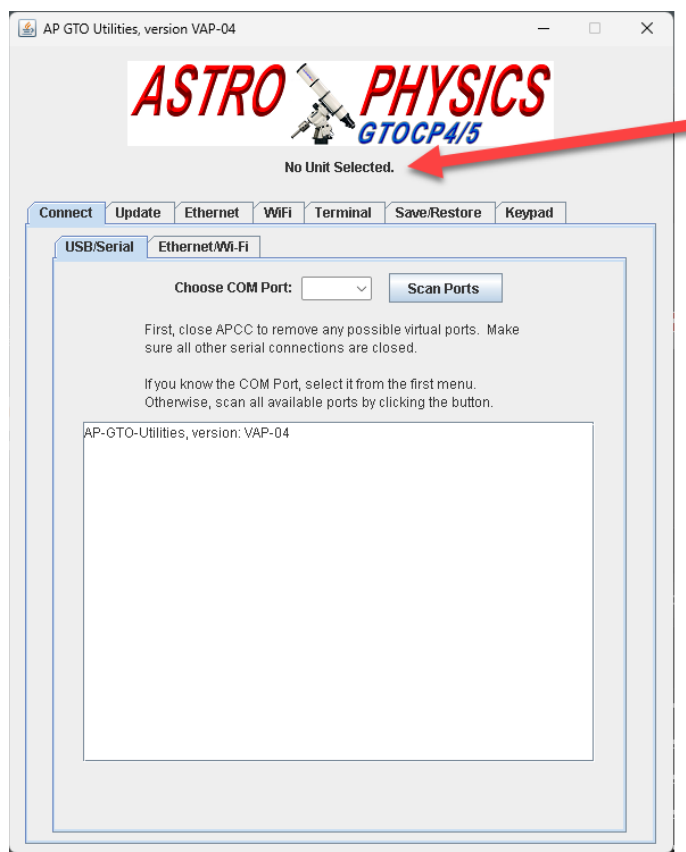 AP GTO Utilities, version VAP-04
ASTRO PHYSICS
GTOCP4/5
No Unit Selected.
Connect Update Ethernet WiFi Terminal Save/Restore Keypad
USB/Serial Ethernet/Wi-Fi
Choose COM Port: Scan Ports
First, close APCC to remove any possible virtual ports. Make
sure all other serial connections are closed.
If you know the COM Port, select it from the first menu.
Otherwise, scan all available ports by clicking the button.
AP-GTO-Utilities, version: VAP-04